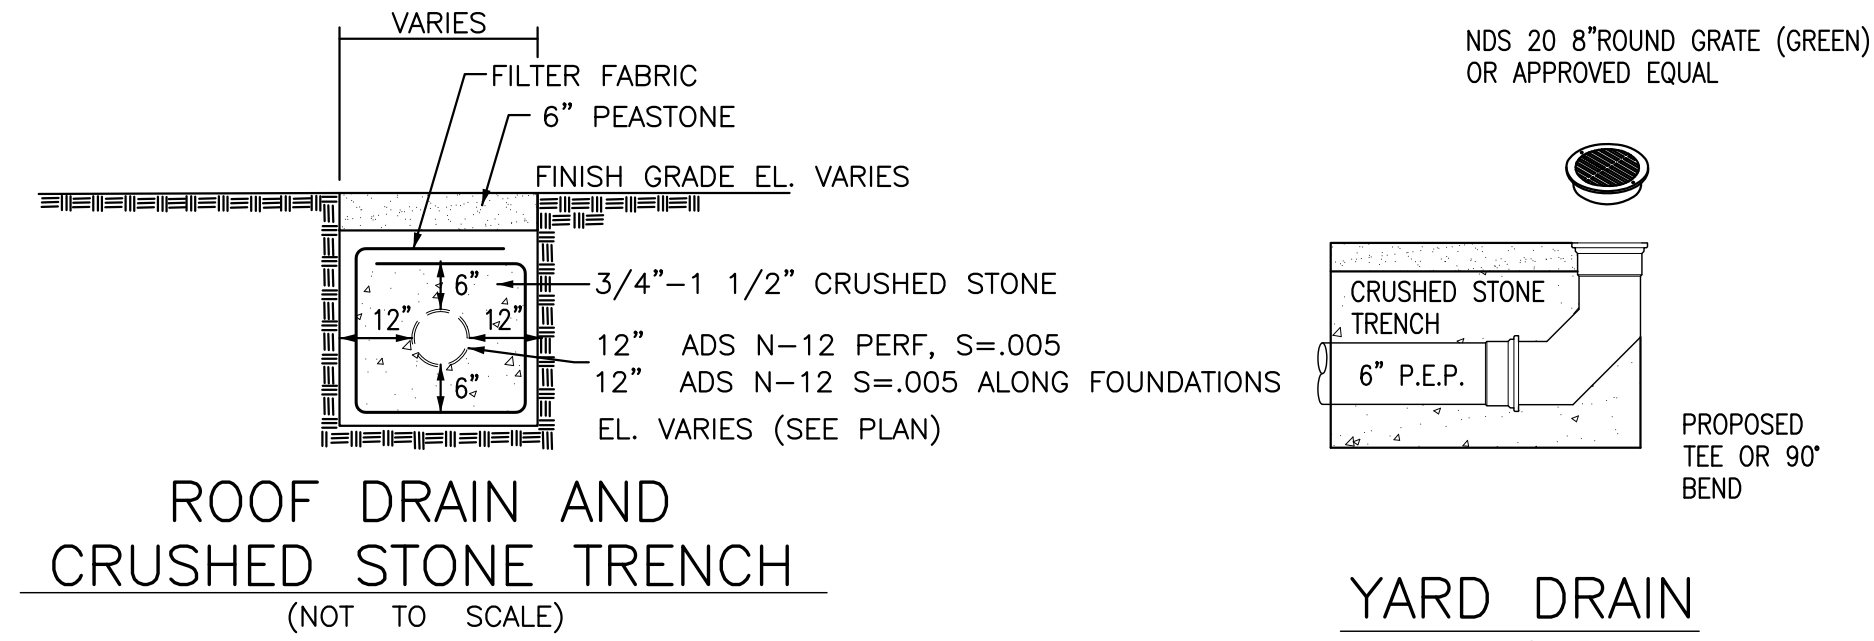 VARIES
FILTER FABRIC
6" PEASTONE
FINISH GRADE EL. VARIES
6"
3/4"-1 1/2" CRUSHED STONE
12"
12"
12" ADS N-12 PERF, S=.005
12" ADS N-12 S=.005 ALONG FOUNDATIONS
6"
EL. VARIES (SEE PLAN)
ROOF DRAIN AND
CRUSHED STONE TRENCH
(NOT TO SCALE)
NDS 20 8"ROUND GRATE (GREEN)
OR APPROVED EQUAL
CRUSHED STONE
TRENCH
6" P.E.P.
PROPOSED
TEE OR 90°
BEND
YARD DRAIN